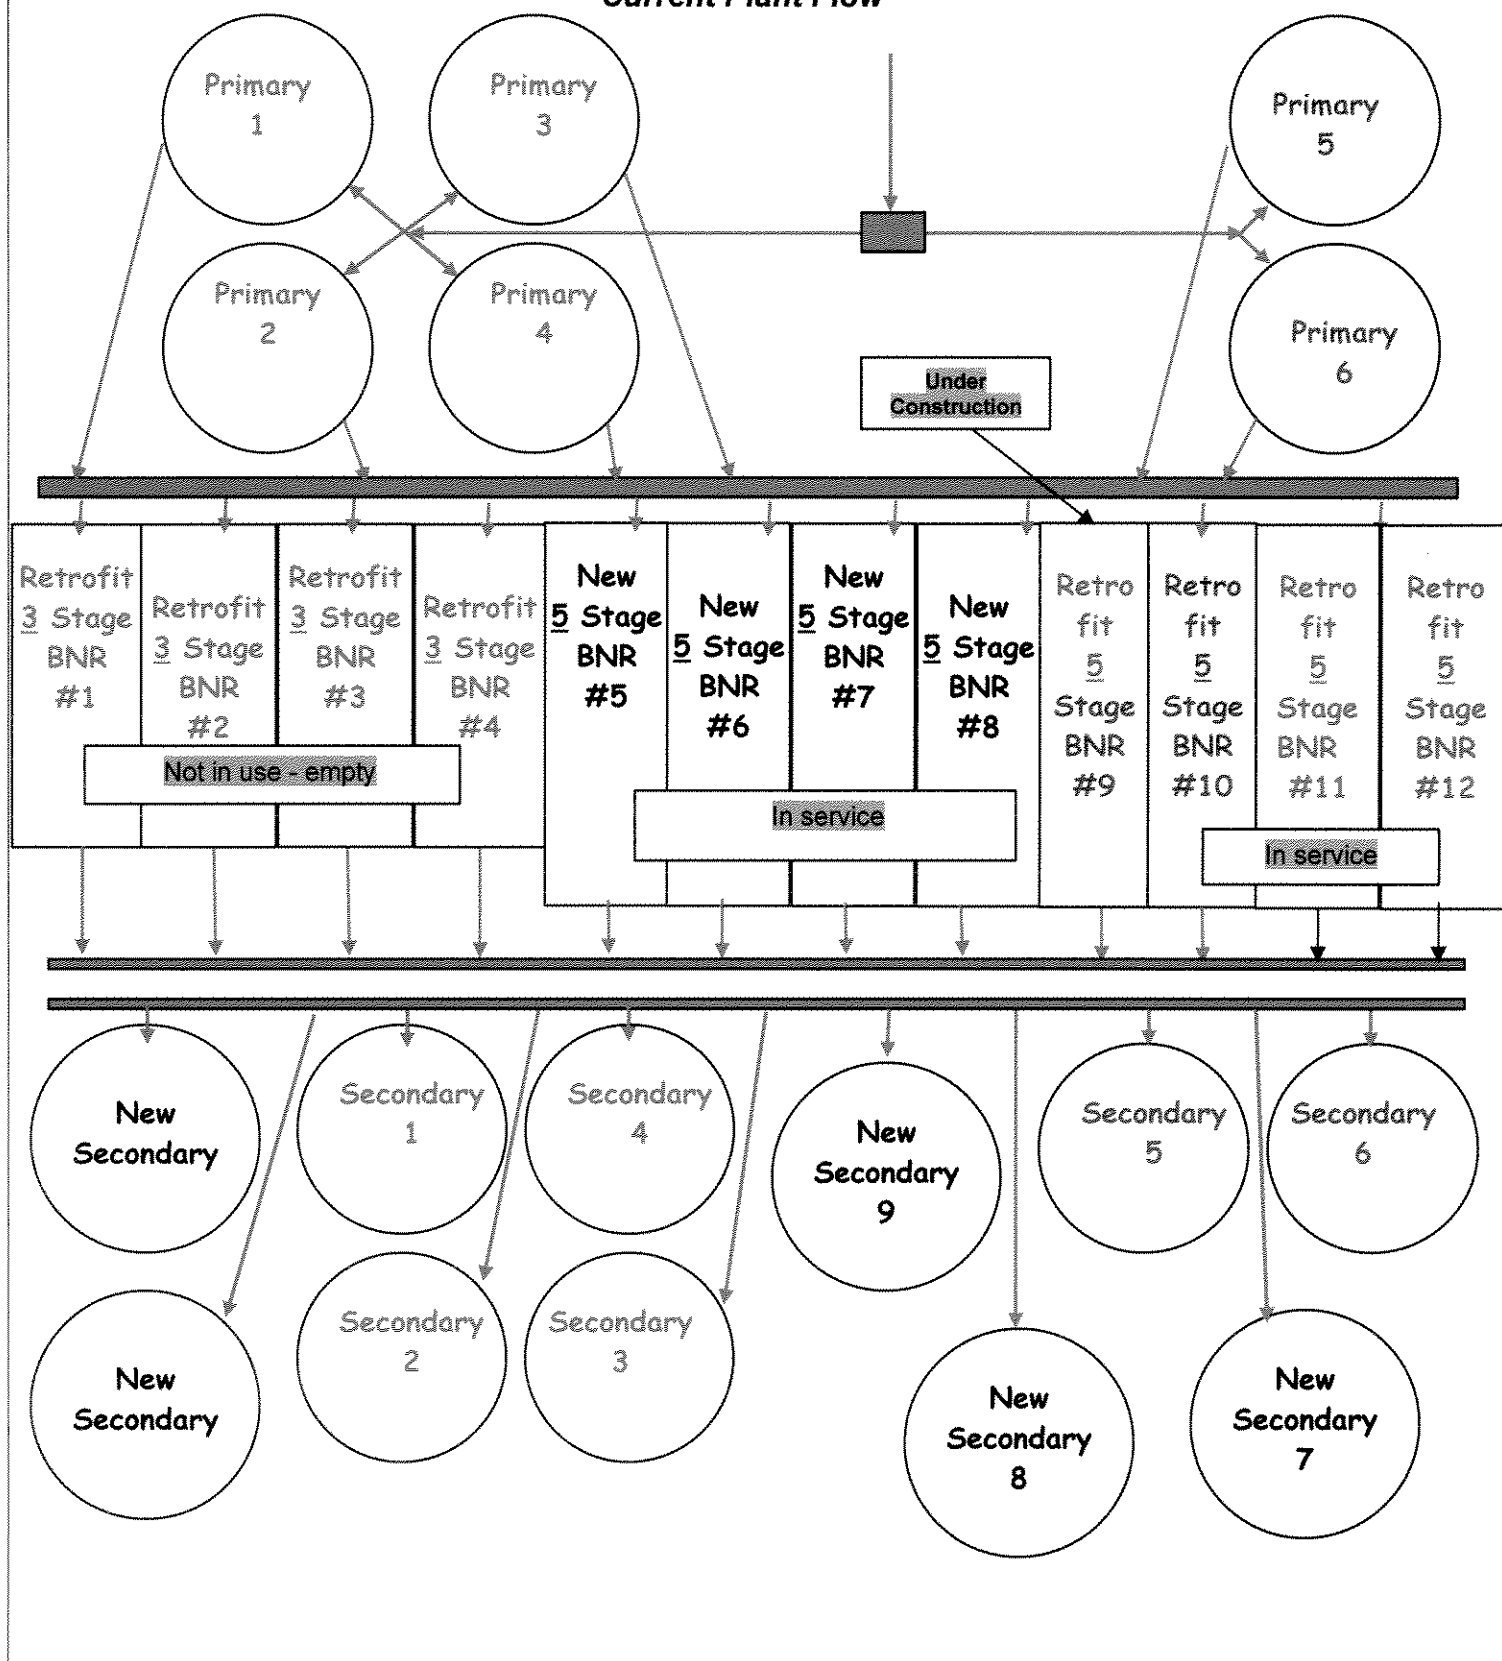 Current Plant Flow
Primary
1
Primary
3
Primary
5
Primary
2
Primary
4
Primary
6
Under
Construction
Retrofit
3 Stage
BNR
#1
Retrofit
3 Stage
BNR
#2
Retrofit
3 Stage
BNR
#3
Retrofit
3 Stage
BNR
#4
New
5 Stage
BNR
#5
New
5 Stage
BNR
#6
New
5 Stage
BNR
#7
New
5 Stage
BNR
#8
Retro
fit
5
Stage
BNR
#9
Retro
fit
5
Stage
BNR
#10
Retro
fit
5
Stage
BNR
#11
Retro
fit
5
Stage
BNR
#12
Not in use - empty
In service
In service
New
Secondary
Secondary
1
Secondary
4
New
Secondary
9
Secondary
5
Secondary
6
New
Secondary
Secondary
2
Secondary
3
New
Secondary
8
New
Secondary
7